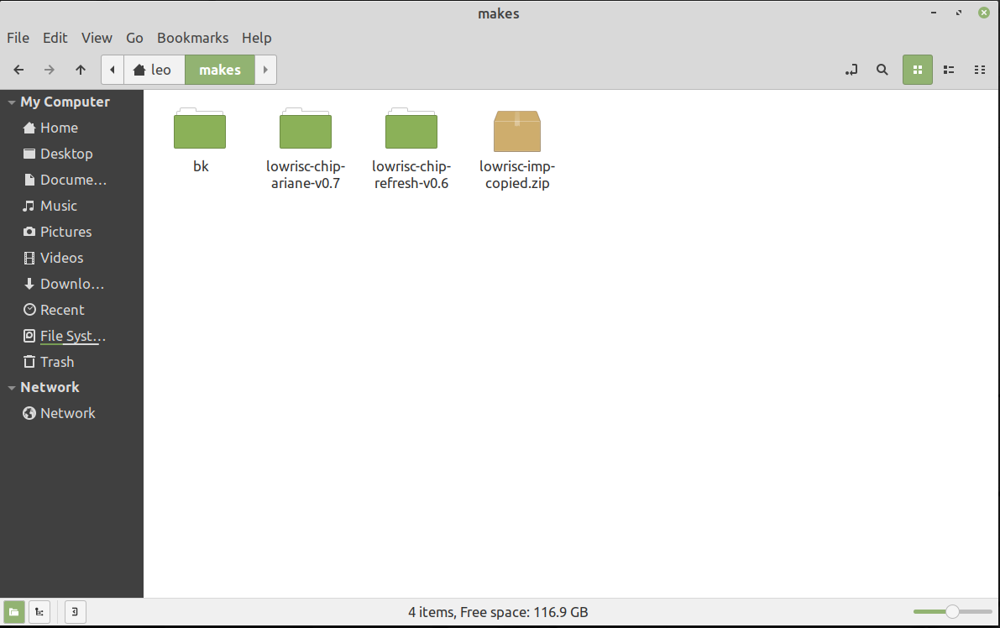 makes
File Edit View Go Bookmarks Help
leo makes
My Computer
Home
Desktop
Docume...
Music
Pictures
Videos
Downlo...
Recent
File Syst...
Trash
Network
Network
bk
lowrisc-chip-
ariane-v0.7
lowrisc-chip-
refresh-v0.6
lowrisc-imp-
copied.zip
4 items, Free space: 116.9 GB